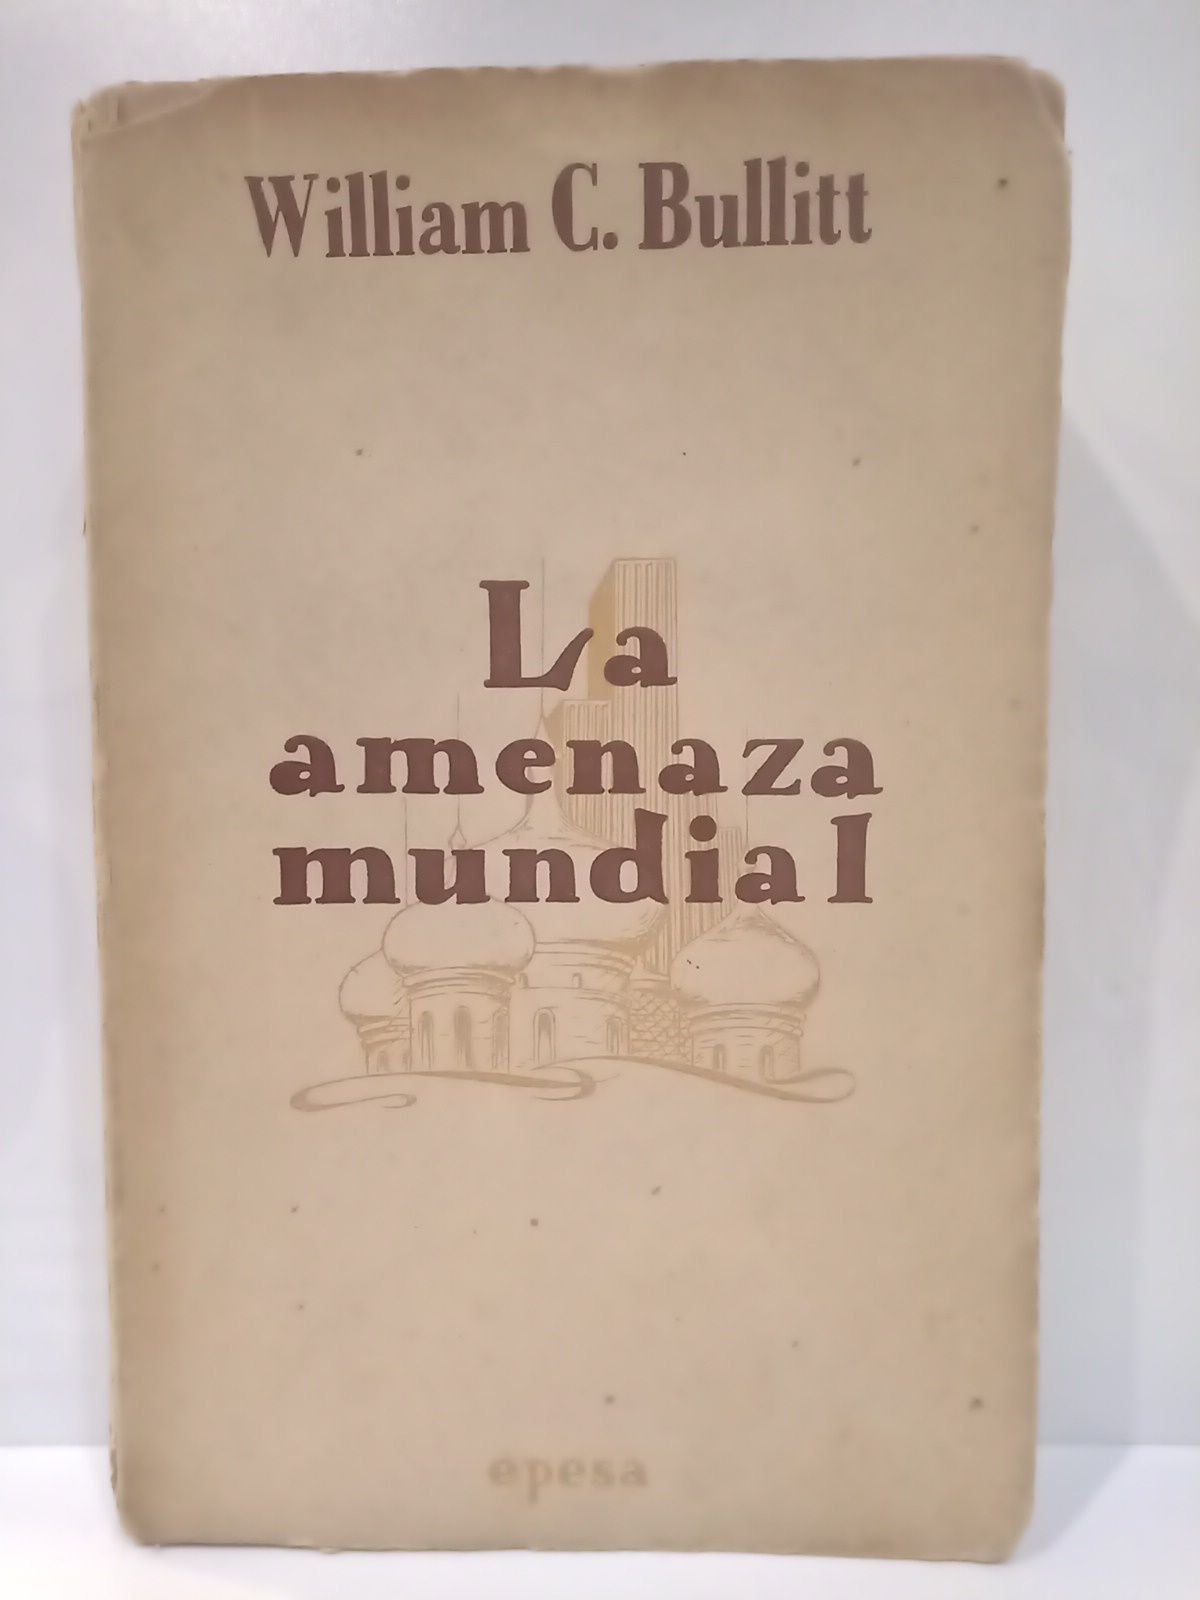 William C. Bullitt
La
amenaza
mundial
epesa